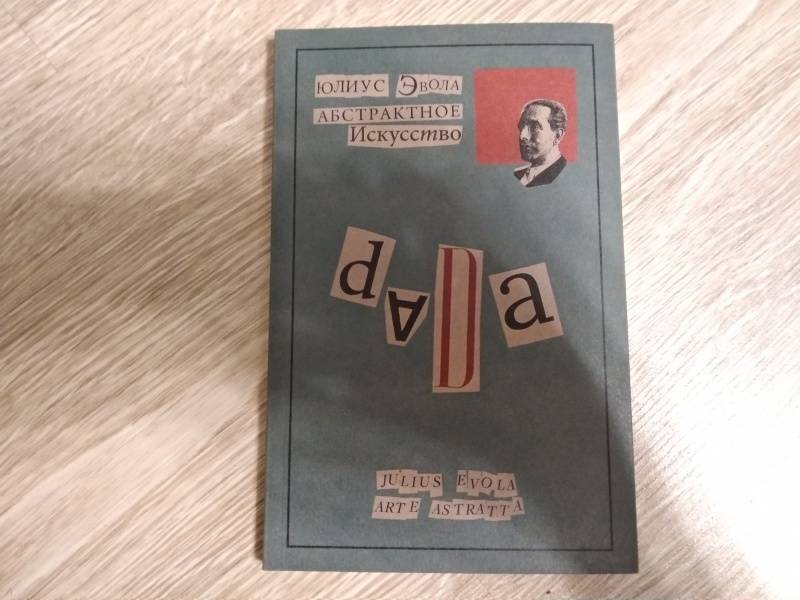 ЮЛИУС ЭВОЛА
АБСТРАКТНОЕ
Искусство
dADa
JULIUS EVOLA
ARTE ASTRATTA